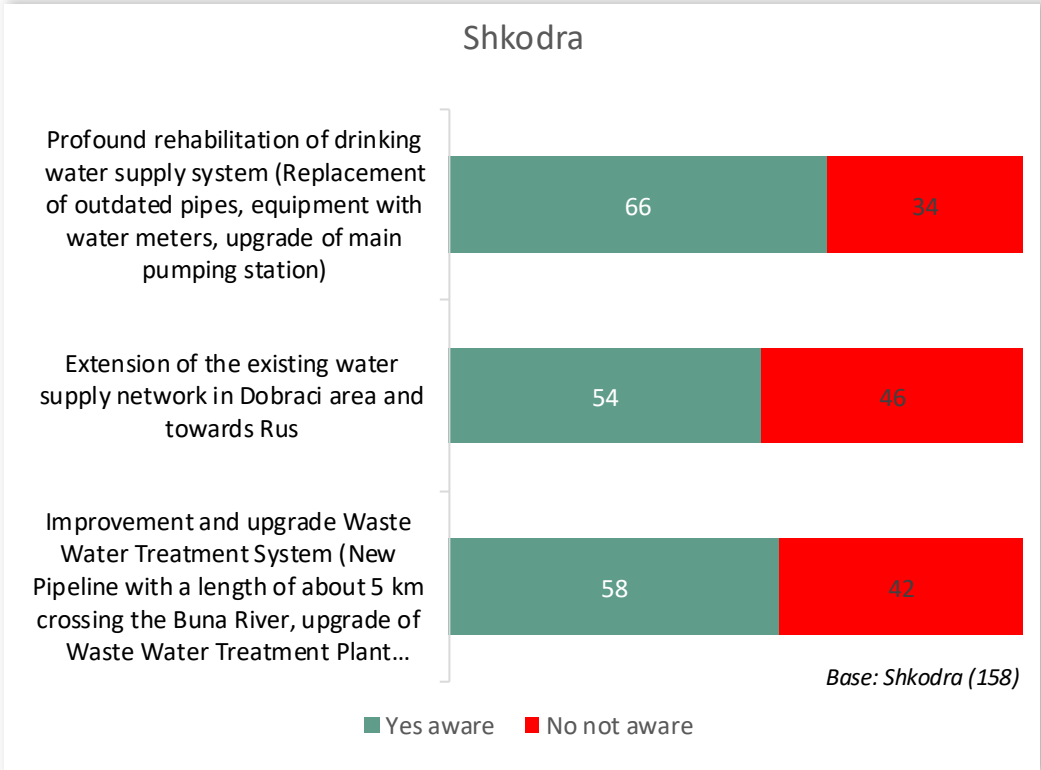 Shkodra
Profound rehabilitation of drinking
water supply system (Replacement
of outdated pipes, equipment with
water meters, upgrade of main
pumping station)
66
34
Extension of the existing water
supply network in Dobraci area and
towards Rus
54
46
Improvement and upgrade Waste
Water Treatment System (New
Pipeline with a length of about 5 km
crossing the Buna River, upgrade of
Waste Water Treatment Plant...
58
42
Base: Shkodra (158)
Yes aware
No not aware